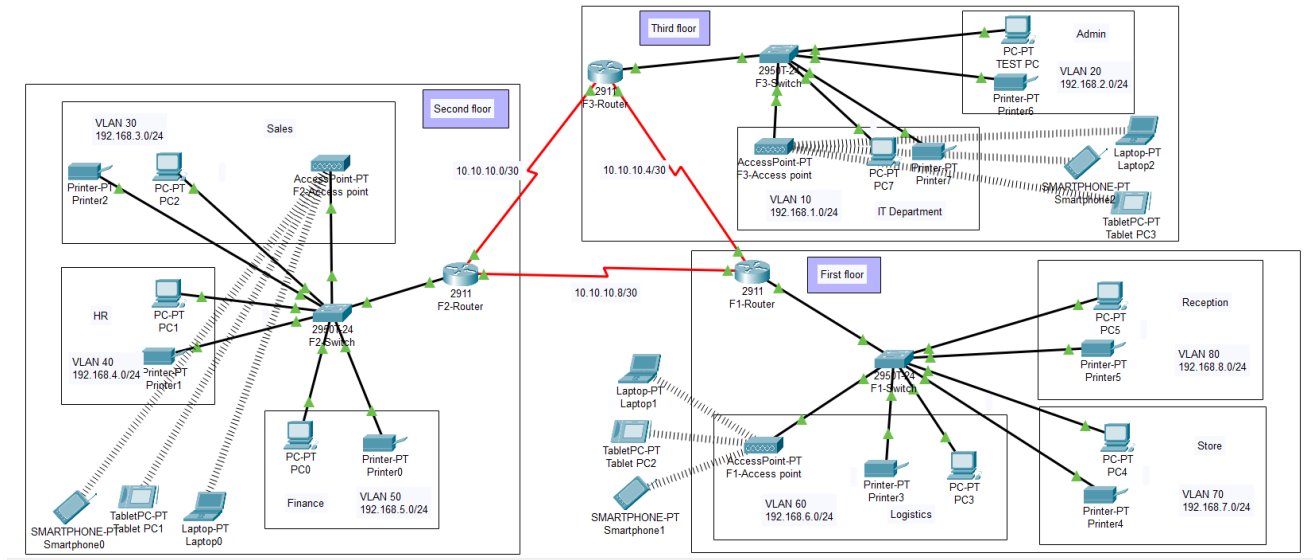 Third floor
2911
F3-Router
2950T-24
F3-Switch
PC-PT
TEST PC
Admin
VLAN 20
192.168.2.0/24
Printer-PT
Printer6
AccessPoint-PT
F3-Access point
PC-PT
PC7
Printer-PT
Printer7
Laptop-PT
Laptop2
SMARTPHONE-PT
Smartphone2
TabletPC-PT
Tablet PC3
VLAN 10
192.168.1.0/24
IT Department
Second floor
VLAN 30
192.168.3.0/24
Sales
Printer-PT
Printer2
PC-PT
PC2
AccessPoint-PT
F2-Access point
10.10.10.0/30
10.10.10.4/30
10.10.10.8/30
2911
F2-Router
HR
PC-PT
PC1
2950T-24
F2-Switch
VLAN 40
192.168.4.0/24
Printer-PT
Printer1
PC-PT
PC0
Printer-PT
Printer0
Finance
VLAN 50
192.168.5.0/24
SMARTPHONE-PT
Smartphone0
TabletPC-PT
Tablet PC1
Laptop-PT
Laptop0
First floor
2911
F1-Router
PC-PT
PC5
Reception
2950T-24
F1-Switch
Printer-PT
Printer5
VLAN 80
192.168.8.0/24
Laptop-PT
Laptop1
TabletPC-PT
Tablet PC2
SMARTPHONE-PT
Smartphone1
AccessPoint-PT
F1-Access point
Printer-PT
Printer3
PC-PT
PC3
VLAN 60
192.168.6.0/24
Logistics
PC-PT
PC4
Store
Printer-PT
Printer4
VLAN 70
192.168.7.0/24